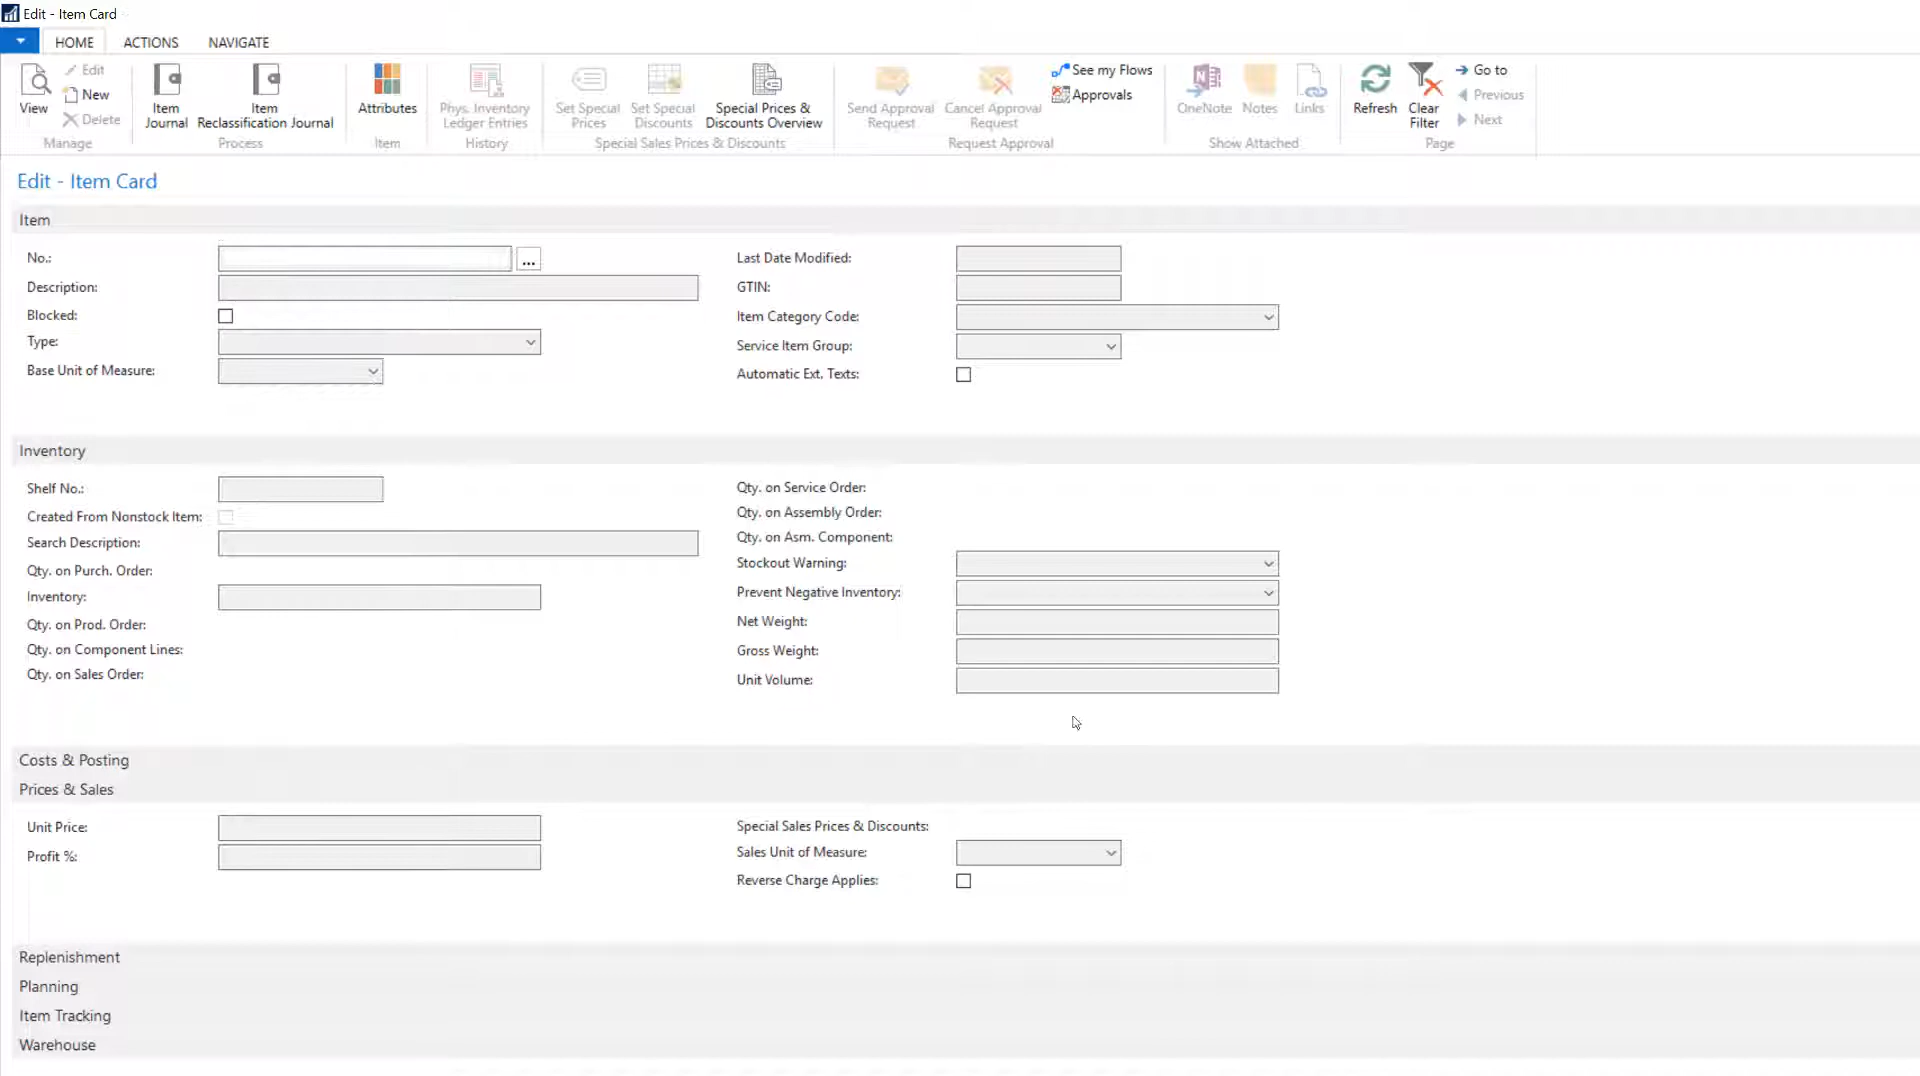 Edit - Item Card
HOME ACTIONS NAVIGATE
View
Edit
New
Delete
Manage
Item Journal
Item Reclassification Journal
Process
Attributes
Item
Phys. Inventory Ledger Entries
History
Set Special Prices
Set Special Discounts
Special Prices & Discounts Overview
Special Sales Prices & Discounts
Send Approval Request
Cancel Approval Request
See my Flows
Approvals
Request Approval
OneNote
Notes
Links
Show Attached
Refresh
Clear Filter
Go to
Previous
Next
Page
Edit - Item Card
Item
No.:
...
Description:
Blocked:
Type:
Base Unit of Measure:
Last Date Modified:
GTIN:
Item Category Code:
Service Item Group:
Automatic Ext. Texts:
Inventory
Shelf No.:
Created From Nonstock Item:
Search Description:
Qty. on Purch. Order:
Inventory:
Qty. on Prod. Order:
Qty. on Component Lines:
Qty. on Sales Order:
Qty. on Service Order:
Qty. on Assembly Order:
Qty. on Asm. Component:
Stockout Warning:
Prevent Negative Inventory:
Net Weight:
Gross Weight:
Unit Volume:
Costs & Posting
Prices & Sales
Unit Price:
Profit %:
Special Sales Prices & Discounts:
Sales Unit of Measure:
Reverse Charge Applies:
Replenishment
Planning
Item Tracking
Warehouse